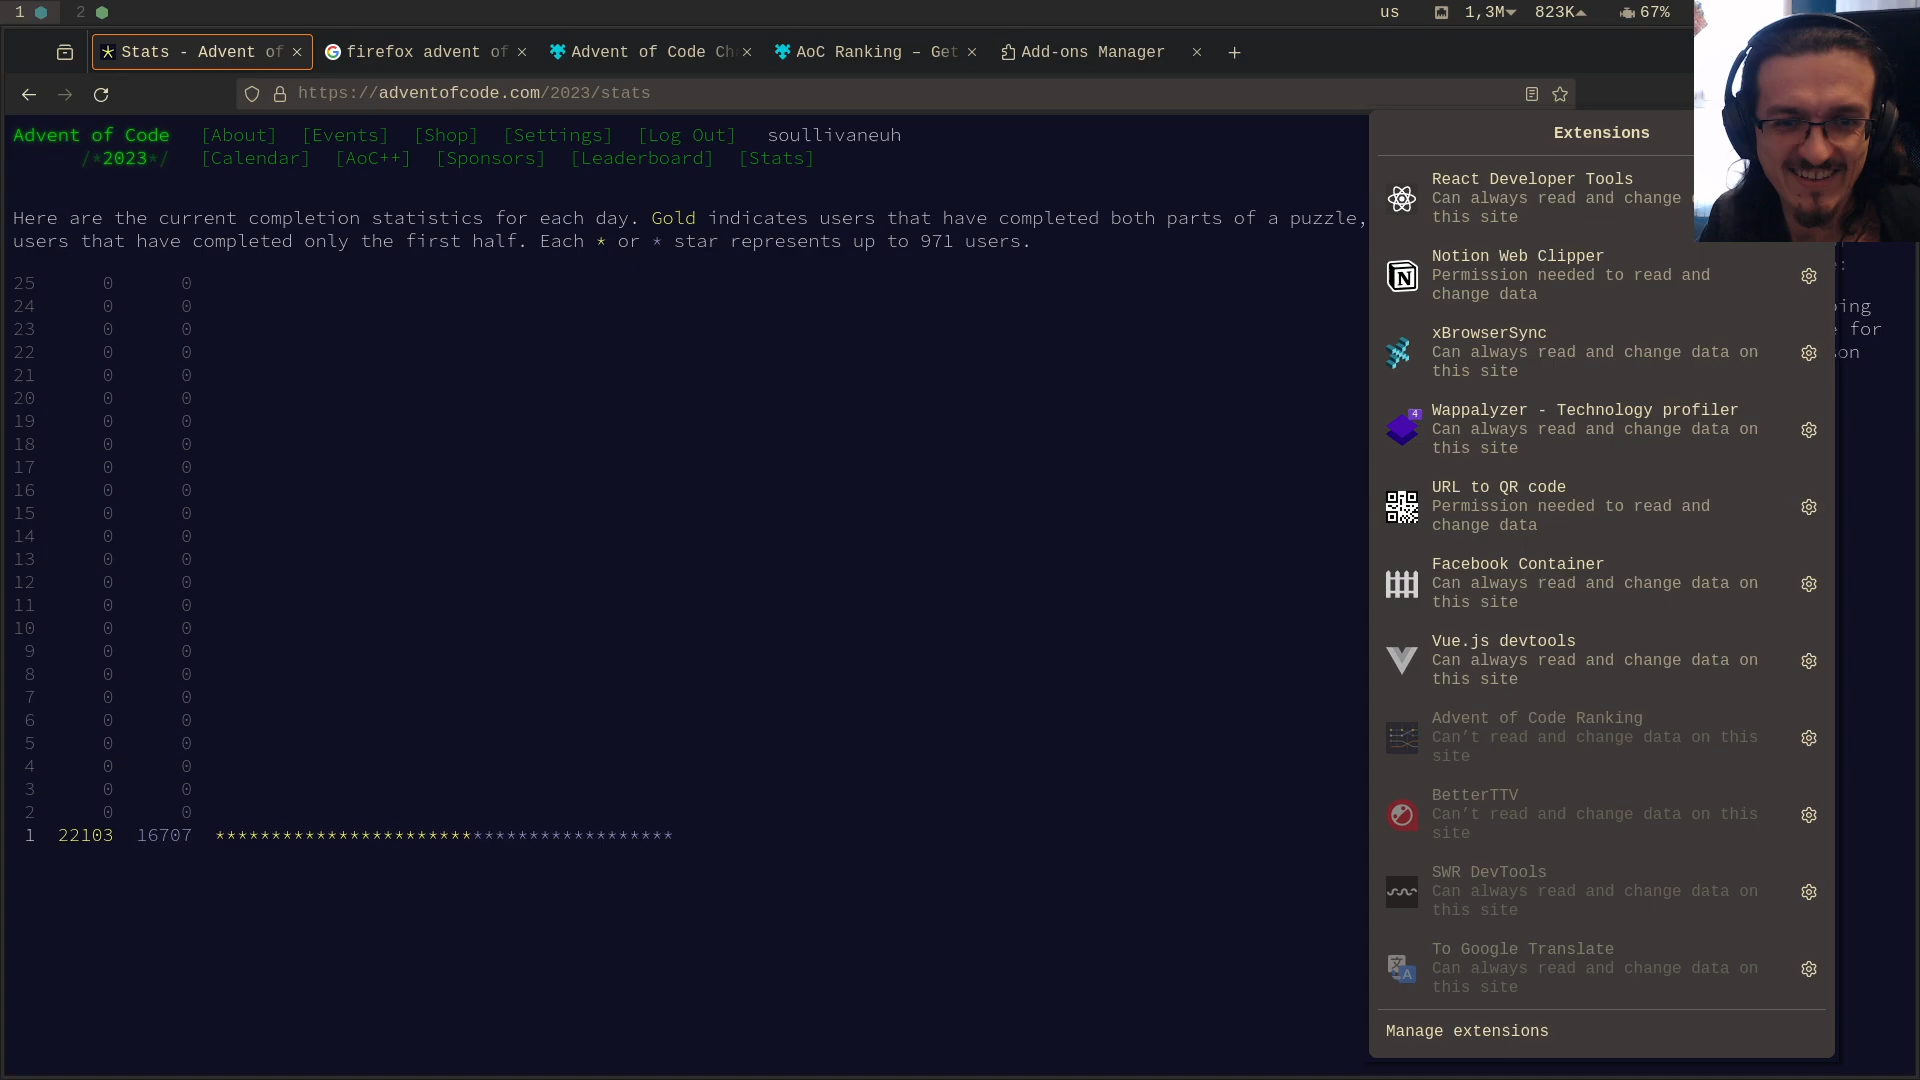 1 2 us 1,3M 823K 67%
Stats - Advent of firefox advent of Advent of Code Ch AoC Ranking – Get Add-ons Manager
https://adventofcode.com/2023/stats
Advent of Code [About] [Events] [Shop] [Settings] [Log Out] soullivaneuh
/*2023*/ [Calendar] [AoC++] [Sponsors] [Leaderboard] [Stats]
Here are the current completion statistics for each day. Gold indicates users that have completed both parts of a puzzle,
users that have completed only the first half. Each * or * star represents up to 971 users.
25 0 0
24 0 0
23 0 0
22 0 0
21 0 0
20 0 0
19 0 0
18 0 0
17 0 0
16 0 0
15 0 0
14 0 0
13 0 0
12 0 0
11 0 0
10 0 0
9 0 0
8 0 0
7 0 0
6 0 0
5 0 0
4 0 0
3 0 0
2 0 0
1 22103 16707 *****************************************
Extensions
React Developer Tools
Can always read and change
this site
Notion Web Clipper
Permission needed to read and
change data
xBrowserSync
Can always read and change data on
this site
4
Wappalyzer - Technology profiler
Can always read and change data on
this site
URL to QR code
Permission needed to read and
change data
Facebook Container
Can always read and change data on
this site
Vue.js devtools
Can always read and change data on
this site
Advent of Code Ranking
Can't read and change data on this
site
BetterTTV
Can't read and change data on this
site
SWR DevTools
Can always read and change data on
this site
To Google Translate
Can always read and change data on
this site
Manage extensions
for